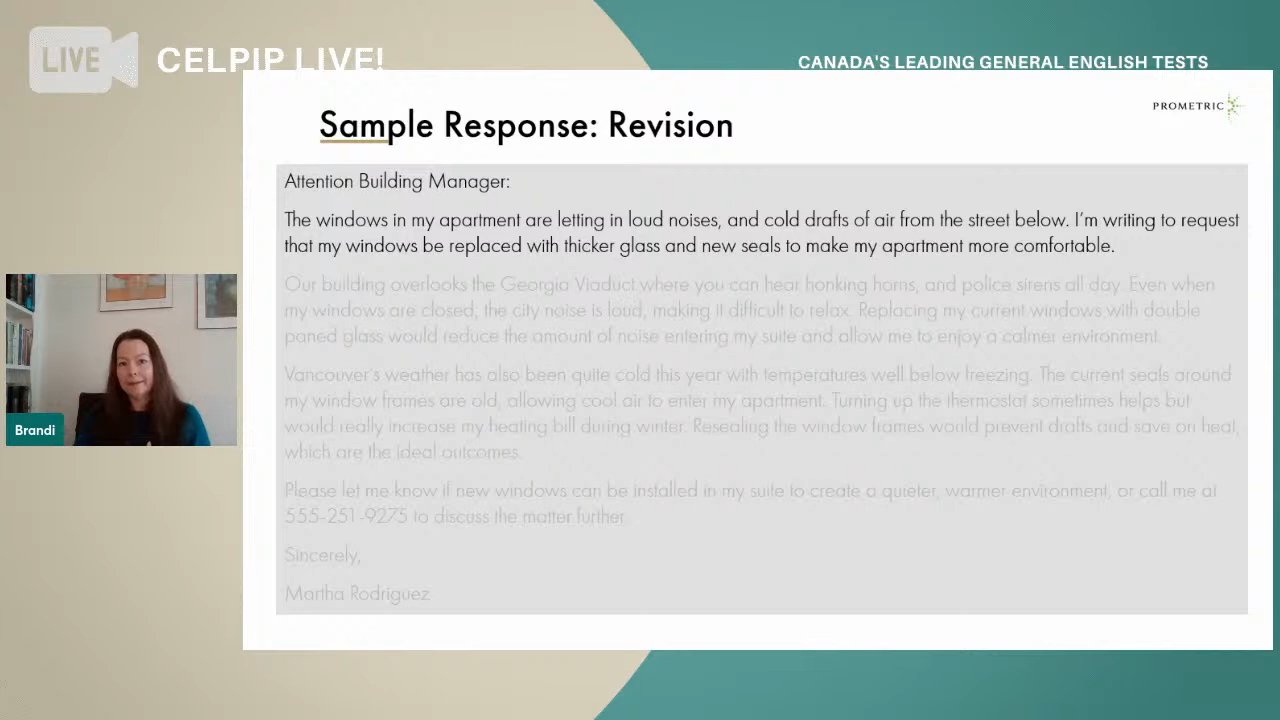 LIVE
CELPIP LIVE!
CANADA'S LEADING GENERAL ENGLISH TESTS
PROMETRIC
Sample Response: Revision
Attention Building Manager:
The windows in my apartment are letting in loud noises, and cold drafts of air from the street below. I'm writing to request
that my windows be replaced with thicker glass and new seals to make my apartment more comfortable.
Our building overlooks the Georgia Viaduct where you can hear honking horns, and police sirens all day. Even when
my windows are closed, the city noise is loud, making it difficult to relax. Replacing my current windows with double
paned glass would reduce the amount of noise entering my suite and allow me to enjoy a calmer environment.
Vancouver's weather has also been quite cold this year with temperatures well below freezing. The current seals around
my window frames are old, allowing cool air to enter my apartment. Turning up the thermostat sometimes helps but
would really increase my heating bill during winter. Resealing the window frames would prevent drafts and save on heat,
which are the ideal outcomes.
Please let me know if new windows can be installed in my suite to create a quieter, warmer environment, or call me at
555-251-9275 to discuss the matter further.
Sincerely,
Martha Rodriguez
Brandi